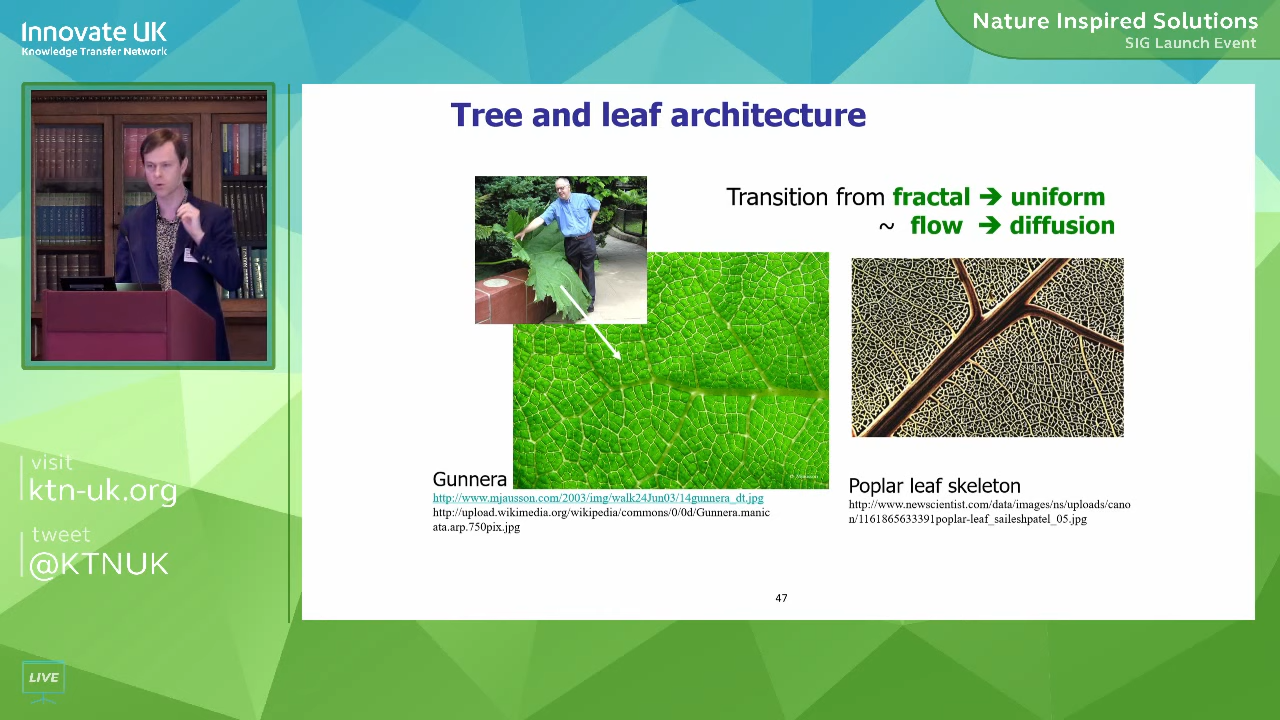 Innovate UK
Knowledge Transfer Network
Nature Inspired Solutions
SIG Launch Event
Tree and leaf architecture
Transition from fractal ➔ uniform
~ flow ➔ diffusion
Gunnera
http://www.mjausson.com/2003/img/walk24Jun03/14gunnera_dt.jpg
http://upload.wikimedia.org/wikipedia/commons/0/0d/Gunnera.manic
ata.arp.750pix.jpg
Poplar leaf skeleton
http://www.newscientist.com/data/images/ns/uploads/cano
n/1161865633391poplar-leaf_saileshpatel_05.jpg
47
visit
ktn-uk.org
tweet
@KTNUK
LIVE